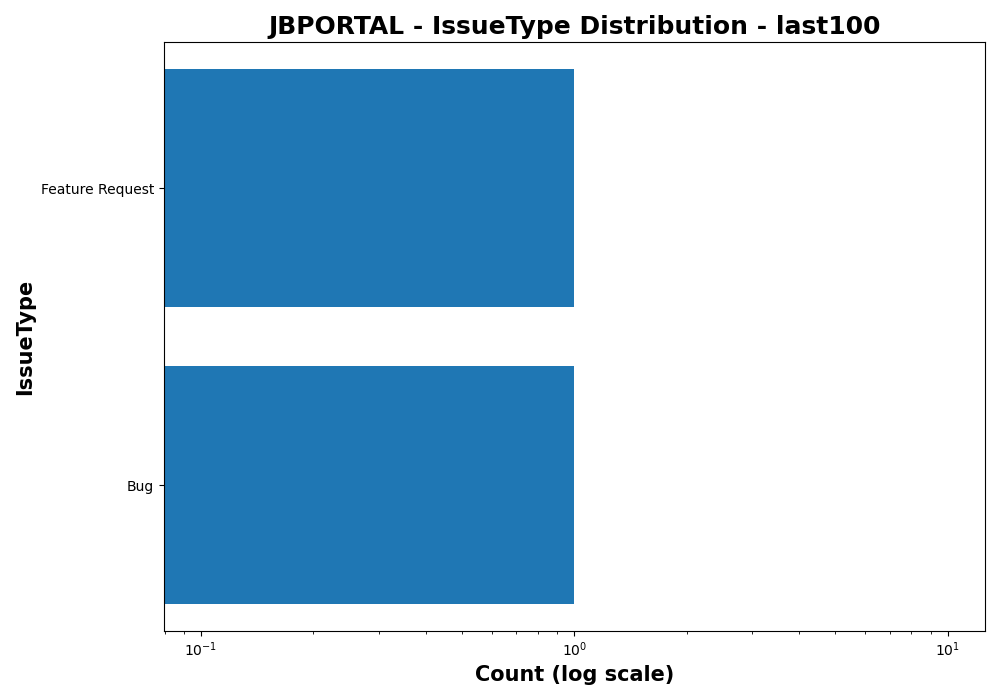 JBPORTAL - IssueType Distribution - last100
Feature Request
IssueType
Bug
10⁻¹
10⁰
10¹
Count (log scale)